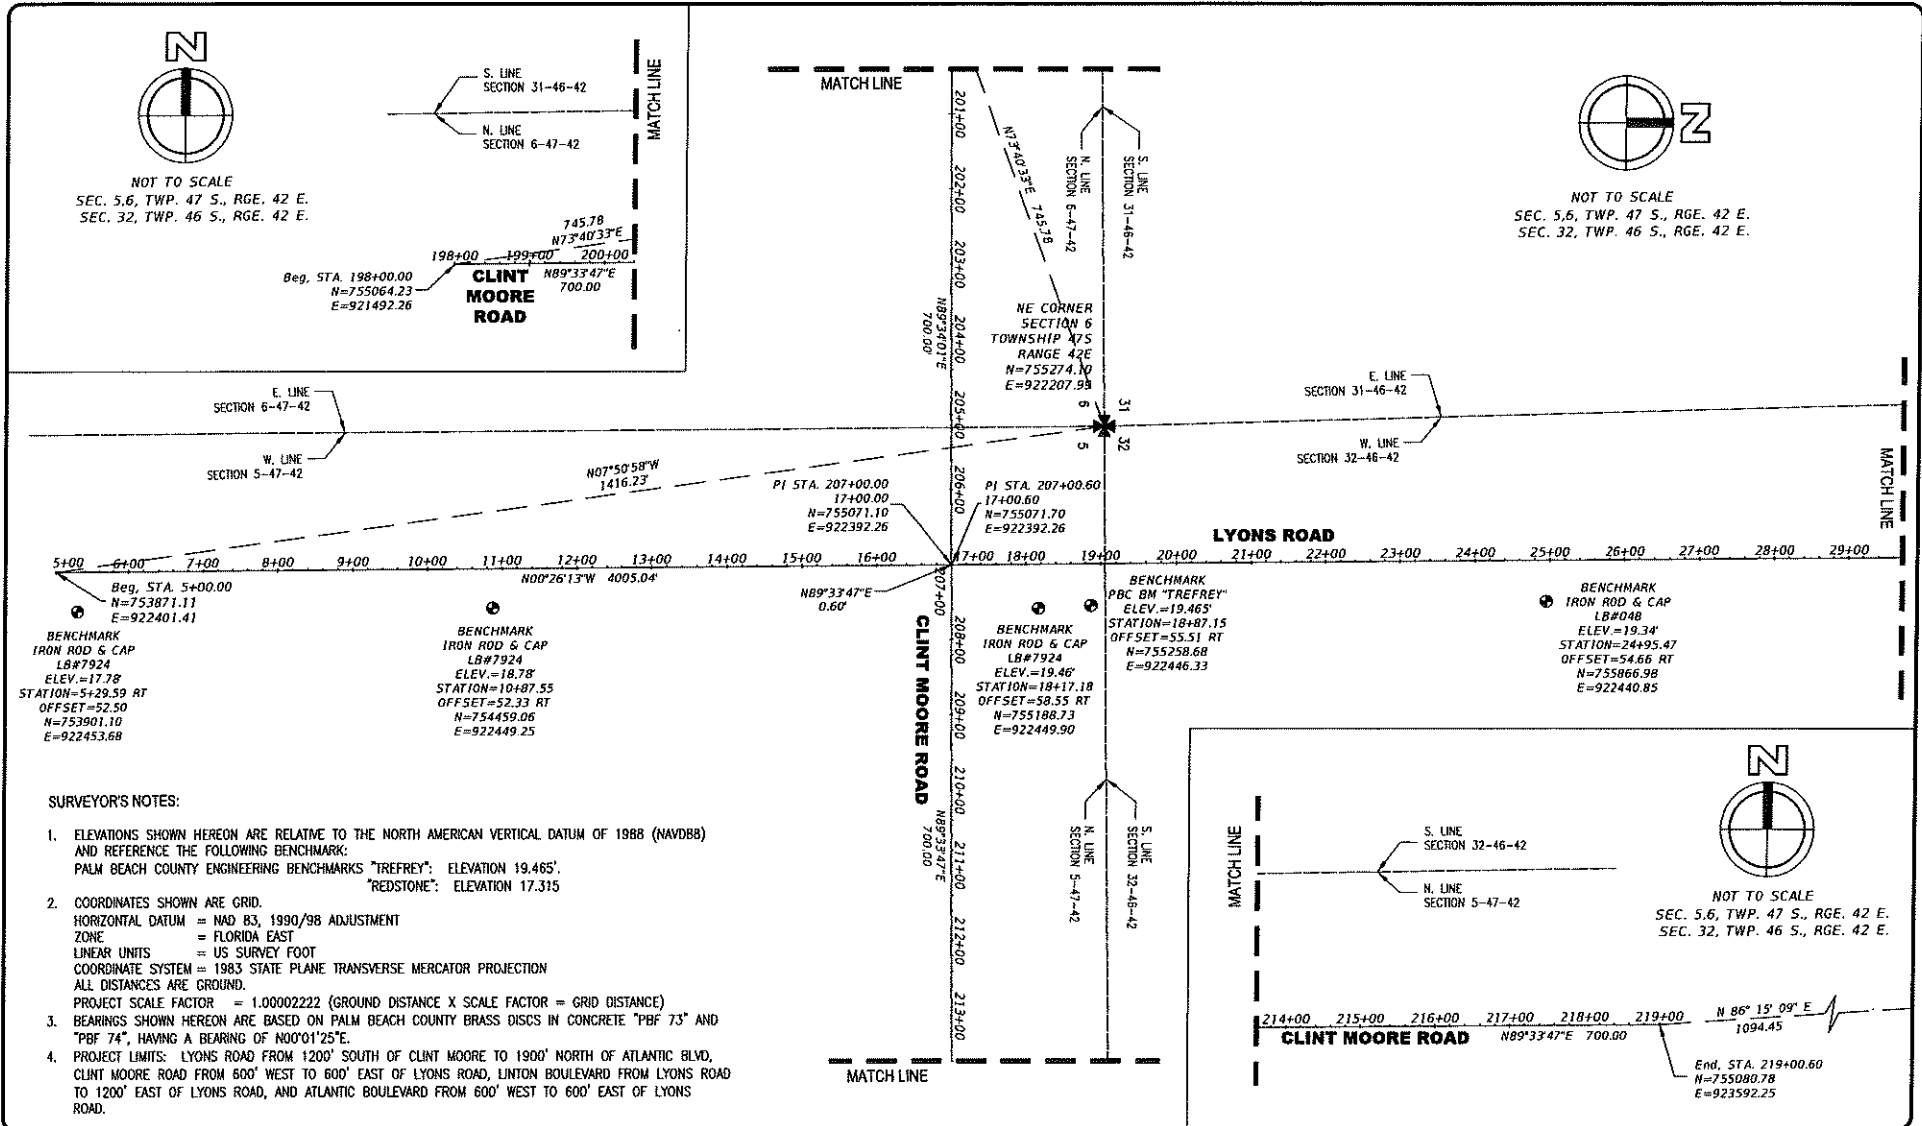 N
NOT TO SCALE
SEC. 5,6, TWP. 47 S., RGE. 42 E.
SEC. 32, TWP. 46 S., RGE. 42 E.
S. LINE
SECTION 31-46-42
N. LINE
SECTION 6-47-42
MATCH LINE
745.78
N73°40'33"E
198+00 199+00 200+00
Beg, STA. 198+00.00
N=755064.23
E=921492.26
CLINT
MOORE
ROAD
N89°33'47"E
700.00
MATCH LINE
201+00
202+00
203+00
204+00
205+00
206+00
207+00
208+00
209+00
210+00
211+00
212+00
213+00
N73°40'33"E 745.78
N. LINE
SECTION 6-47-42
S. LINE
SECTION 31-46-42
N89°34'01"E
700.00'
NE CORNER
SECTION 6
TOWNSHIP 47S
RANGE 42E
N=755274.10
E=922207.99
6
31
5
32
N
NOT TO SCALE
SEC. 5,6, TWP. 47 S., RGE. 42 E.
SEC. 32, TWP. 46 S., RGE. 42 E.
E. LINE
SECTION 6-47-42
W. LINE
SECTION 5-47-42
E. LINE
SECTION 31-46-42
W. LINE
SECTION 32-46-42
MATCH LINE
N07°50'58"W
1416.23'
PI STA. 207+00.00
17+00.00
N=755071.10
E=922392.26
PI STA. 207+00.60
17+00.60
N=755071.70
E=922392.26
LYONS ROAD
5+00 6+00 7+00 8+00 9+00 10+00 11+00 12+00 13+00 14+00 15+00 16+00 17+00 18+00 19+00 20+00 21+00 22+00 23+00 24+00 25+00 26+00 27+00 28+00 29+00
N00°26'13"W 4005.04'
N89°33'47"E
0.60'
Beg, STA. 5+00.00
N=753871.11
E=922401.41
BENCHMARK
IRON ROD & CAP
LB#7924
ELEV.=17.78'
STATION=5+29.59 RT
OFFSET=52.50
N=753901.10
E=922453.68
BENCHMARK
IRON ROD & CAP
LB#7924
ELEV.=18.78'
STATION=10+87.55
OFFSET=52.33 RT
N=754459.06
E=922449.25
CLINT MOORE ROAD
BENCHMARK
IRON ROD & CAP
LB#7924
ELEV.=19.46'
STATION=18+17.18
OFFSET=58.55 RT
N=755188.73
E=922449.90
BENCHMARK
PBC BM "TREFREY"
ELEV.=19.465'
STATION=18+87.15
OFFSET=55.51 RT
N=755258.68
E=922446.33
BENCHMARK
IRON ROD & CAP
LB#048
ELEV.=19.34'
STATION=24+95.47
OFFSET=54.66 RT
N=755866.98
E=922440.85
N89°33'47"E
700.00
N. LINE
SECTION 5-47-42
S. LINE
SECTION 32-46-42
MATCH LINE
SURVEYOR'S NOTES:
1. ELEVATIONS SHOWN HEREON ARE RELATIVE TO THE NORTH AMERICAN VERTICAL DATUM OF 1988 (NAVD88)
AND REFERENCE THE FOLLOWING BENCHMARK:
PALM BEACH COUNTY ENGINEERING BENCHMARKS "TREFREY": ELEVATION 19.465'.
"REDSTONE": ELEVATION 17.315
2. COORDINATES SHOWN ARE GRID.
HORIZONTAL DATUM = NAD 83, 1990/98 ADJUSTMENT
ZONE = FLORIDA EAST
LINEAR UNITS = US SURVEY FOOT
COORDINATE SYSTEM = 1983 STATE PLANE TRANSVERSE MERCATOR PROJECTION
ALL DISTANCES ARE GROUND.
PROJECT SCALE FACTOR = 1.00002222 (GROUND DISTANCE X SCALE FACTOR = GRID DISTANCE)
3. BEARINGS SHOWN HEREON ARE BASED ON PALM BEACH COUNTY BRASS DISCS IN CONCRETE "PBF 73" AND
"PBF 74", HAVING A BEARING OF N00°01'25"E.
4. PROJECT LIMITS: LYONS ROAD FROM 1200' SOUTH OF CLINT MOORE TO 1900' NORTH OF ATLANTIC BLVD,
CLINT MOORE ROAD FROM 600' WEST TO 600' EAST OF LYONS ROAD, LINTON BOULEVARD FROM LYONS ROAD
TO 1200' EAST OF LYONS ROAD, AND ATLANTIC BOULEVARD FROM 600' WEST TO 600' EAST OF LYONS
ROAD.
MATCH LINE
S. LINE
SECTION 32-46-42
N. LINE
SECTION 5-47-42
N
NOT TO SCALE
SEC. 5,6, TWP. 47 S., RGE. 42 E.
SEC. 32, TWP. 46 S., RGE. 42 E.
214+00 215+00 216+00 217+00 218+00 219+00
N 86° 15' 09" E
1094.45
CLINT MOORE ROAD
N89°33'47"E 700.00
End, STA. 219+00.60
N=755080.78
E=923592.25